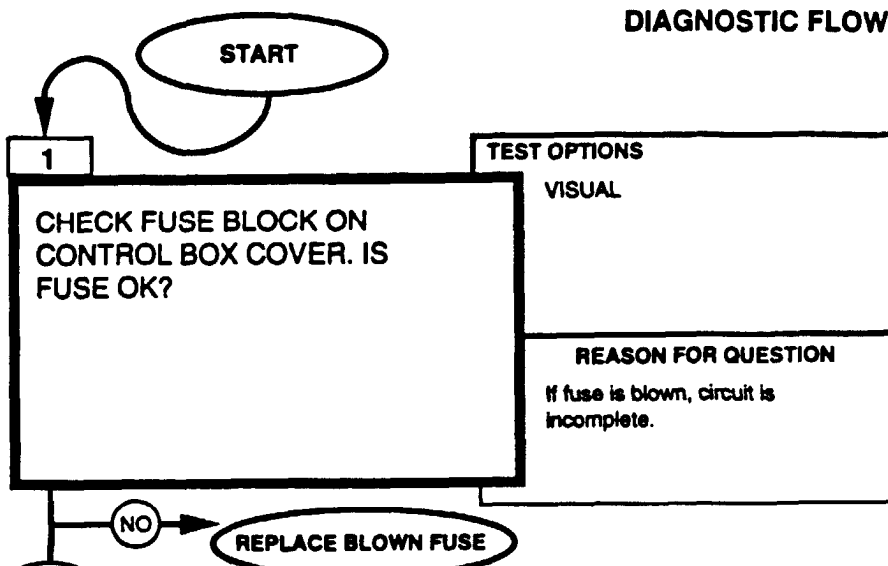 DIAGNOSTIC FLOW
START
1
CHECK FUSE BLOCK ON
CONTROL BOX COVER. IS
FUSE OK?
TEST OPTIONS
VISUAL
REASON FOR QUESTION
If fuse is blown, circuit is
incomplete.
NO
REPLACE BLOWN FUSE